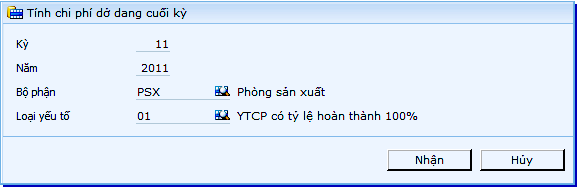 Tính chi phí dở dang cuối kỳ
Kỳ 11
Năm 2011
Bộ phận PSX Phòng sản xuất
Loại yếu tố 01 YTCP có tỷ lệ hoàn thành 100%
Nhận Hủy